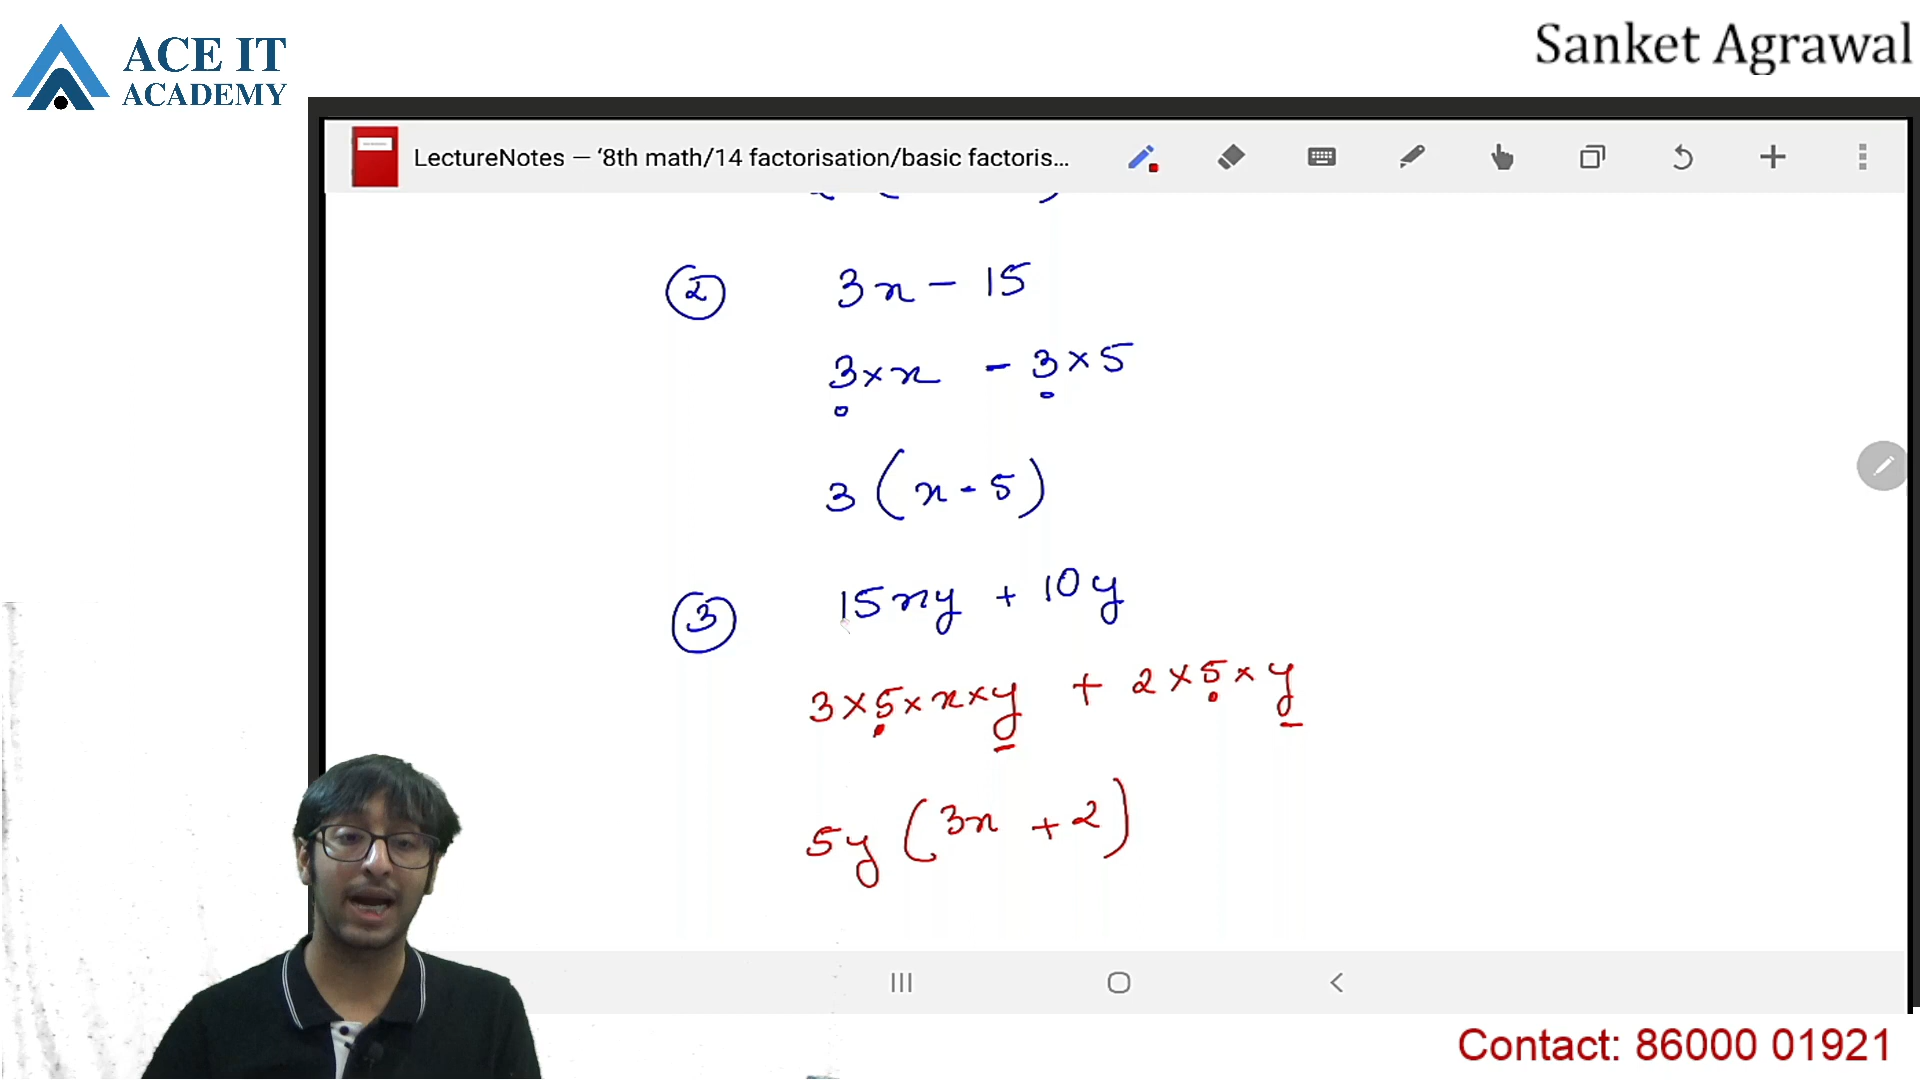 ACE IT
ACADEMY
Sanket Agrawal
LectureNotes — ‘8th math/14 factorisation/basic factoris...
② 3x - 15
3 × x - 3 × 5
3 (x - 5)
③ 15xy + 10y
3 × 5 × x × y + 2 × 5 × y
5y (3x + 2)
Contact: 86000 01921